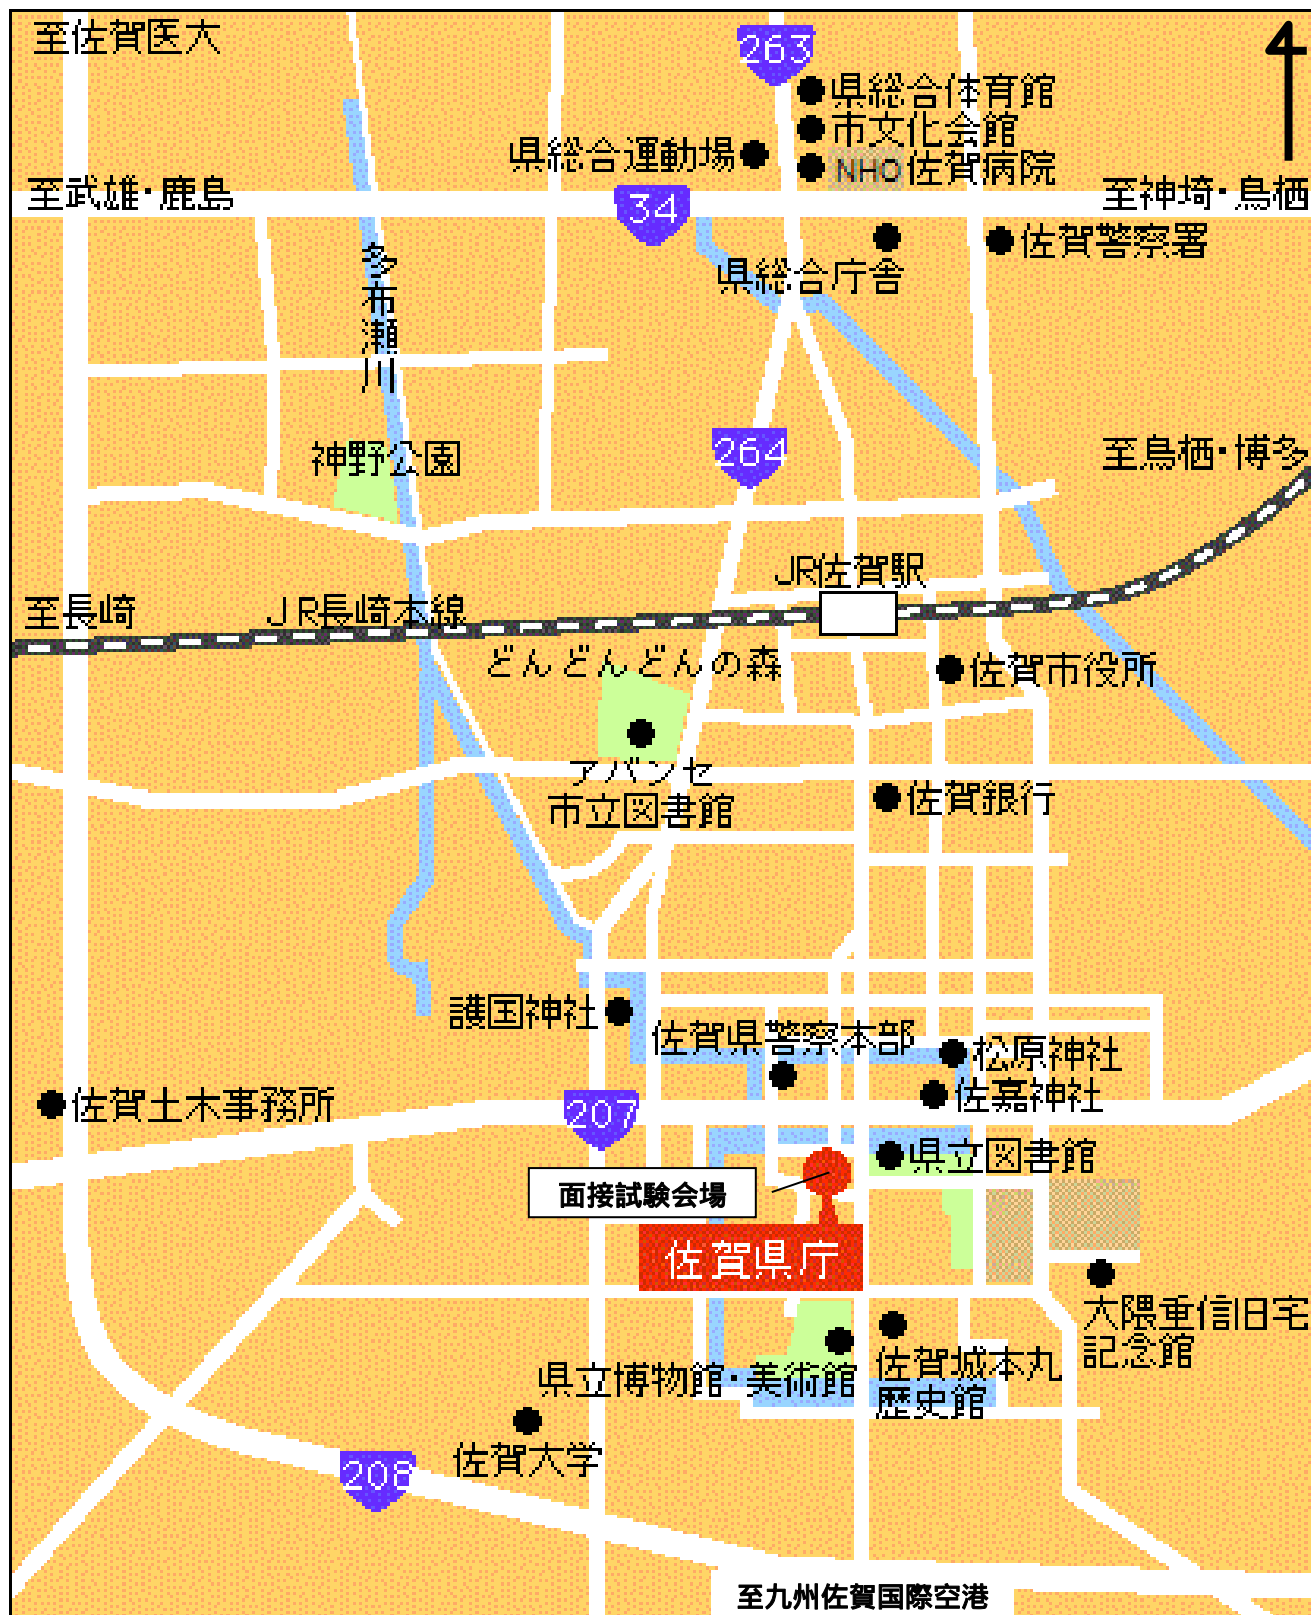 至佐賀医大
263
4
県総合体育館
市文化会館
県総合運動場
NHO佐賀病院
至武雄・鹿島
34
至神埼・鳥栖
佐賀警察署
県総合庁舎
多布瀬川
神野公園
264
至鳥栖・博多
JR佐賀駅
至長崎
JR長崎本線
どんどんどんの森
佐賀市役所
アバンセ
市立図書館
佐賀銀行
護国神社
佐賀県警察本部
松原神社
佐嘉神社
佐賀土木事務所
207
県立図書館
面接試験会場
佐賀県庁
大隈重信旧宅
記念館
佐賀城本丸
歴史館
県立博物館・美術館
佐賀大学
208
至九州佐賀国際空港